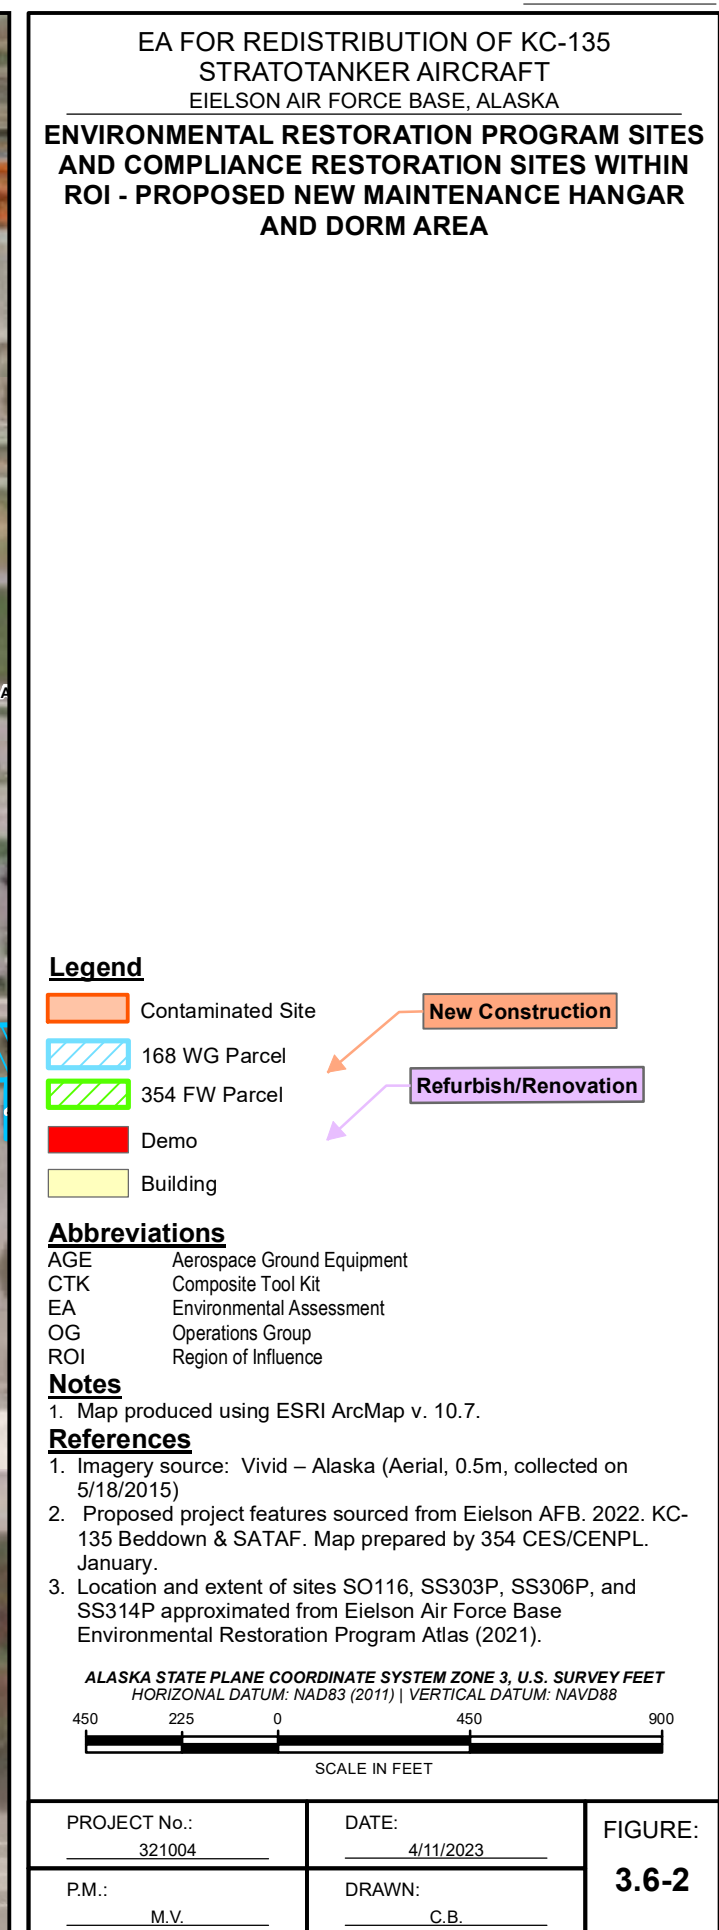 EA FOR REDISTRIBUTION OF KC-135
STRATOTANKER AIRCRAFT
EIELSON AIR FORCE BASE, ALASKA
ENVIRONMENTAL RESTORATION PROGRAM SITES
AND COMPLIANCE RESTORATION SITES WITHIN
ROI - PROPOSED NEW MAINTENANCE HANGAR
AND DORM AREA
Legend
Contaminated Site
168 WG Parcel
354 FW Parcel
Demo
Building
New Construction
Refurbish/Renovation
Abbreviations
AGE Aerospace Ground Equipment
CTK Composite Tool Kit
EA Environmental Assessment
OG Operations Group
ROI Region of Influence
Notes
1. Map produced using ESRI ArcMap v. 10.7.
References
1. Imagery source: Vivid – Alaska (Aerial, 0.5m, collected on
5/18/2015)
2. Proposed project features sourced from Eielson AFB. 2022. KC-
135 Beddown & SATAF. Map prepared by 354 CES/CENPL.
January.
3. Location and extent of sites SO116, SS303P, SS306P, and
SS314P approximated from Eielson Air Force Base
Environmental Restoration Program Atlas (2021).
ALASKA STATE PLANE COORDINATE SYSTEM ZONE 3, U.S. SURVEY FEET
HORIZONAL DATUM: NAD83 (2011) | VERTICAL DATUM: NAVD88
450 225 0 450 900
SCALE IN FEET
PROJECT No.:
321004
DATE:
4/11/2023
FIGURE:
3.6-2
P.M.:
M.V.
DRAWN:
C.B.